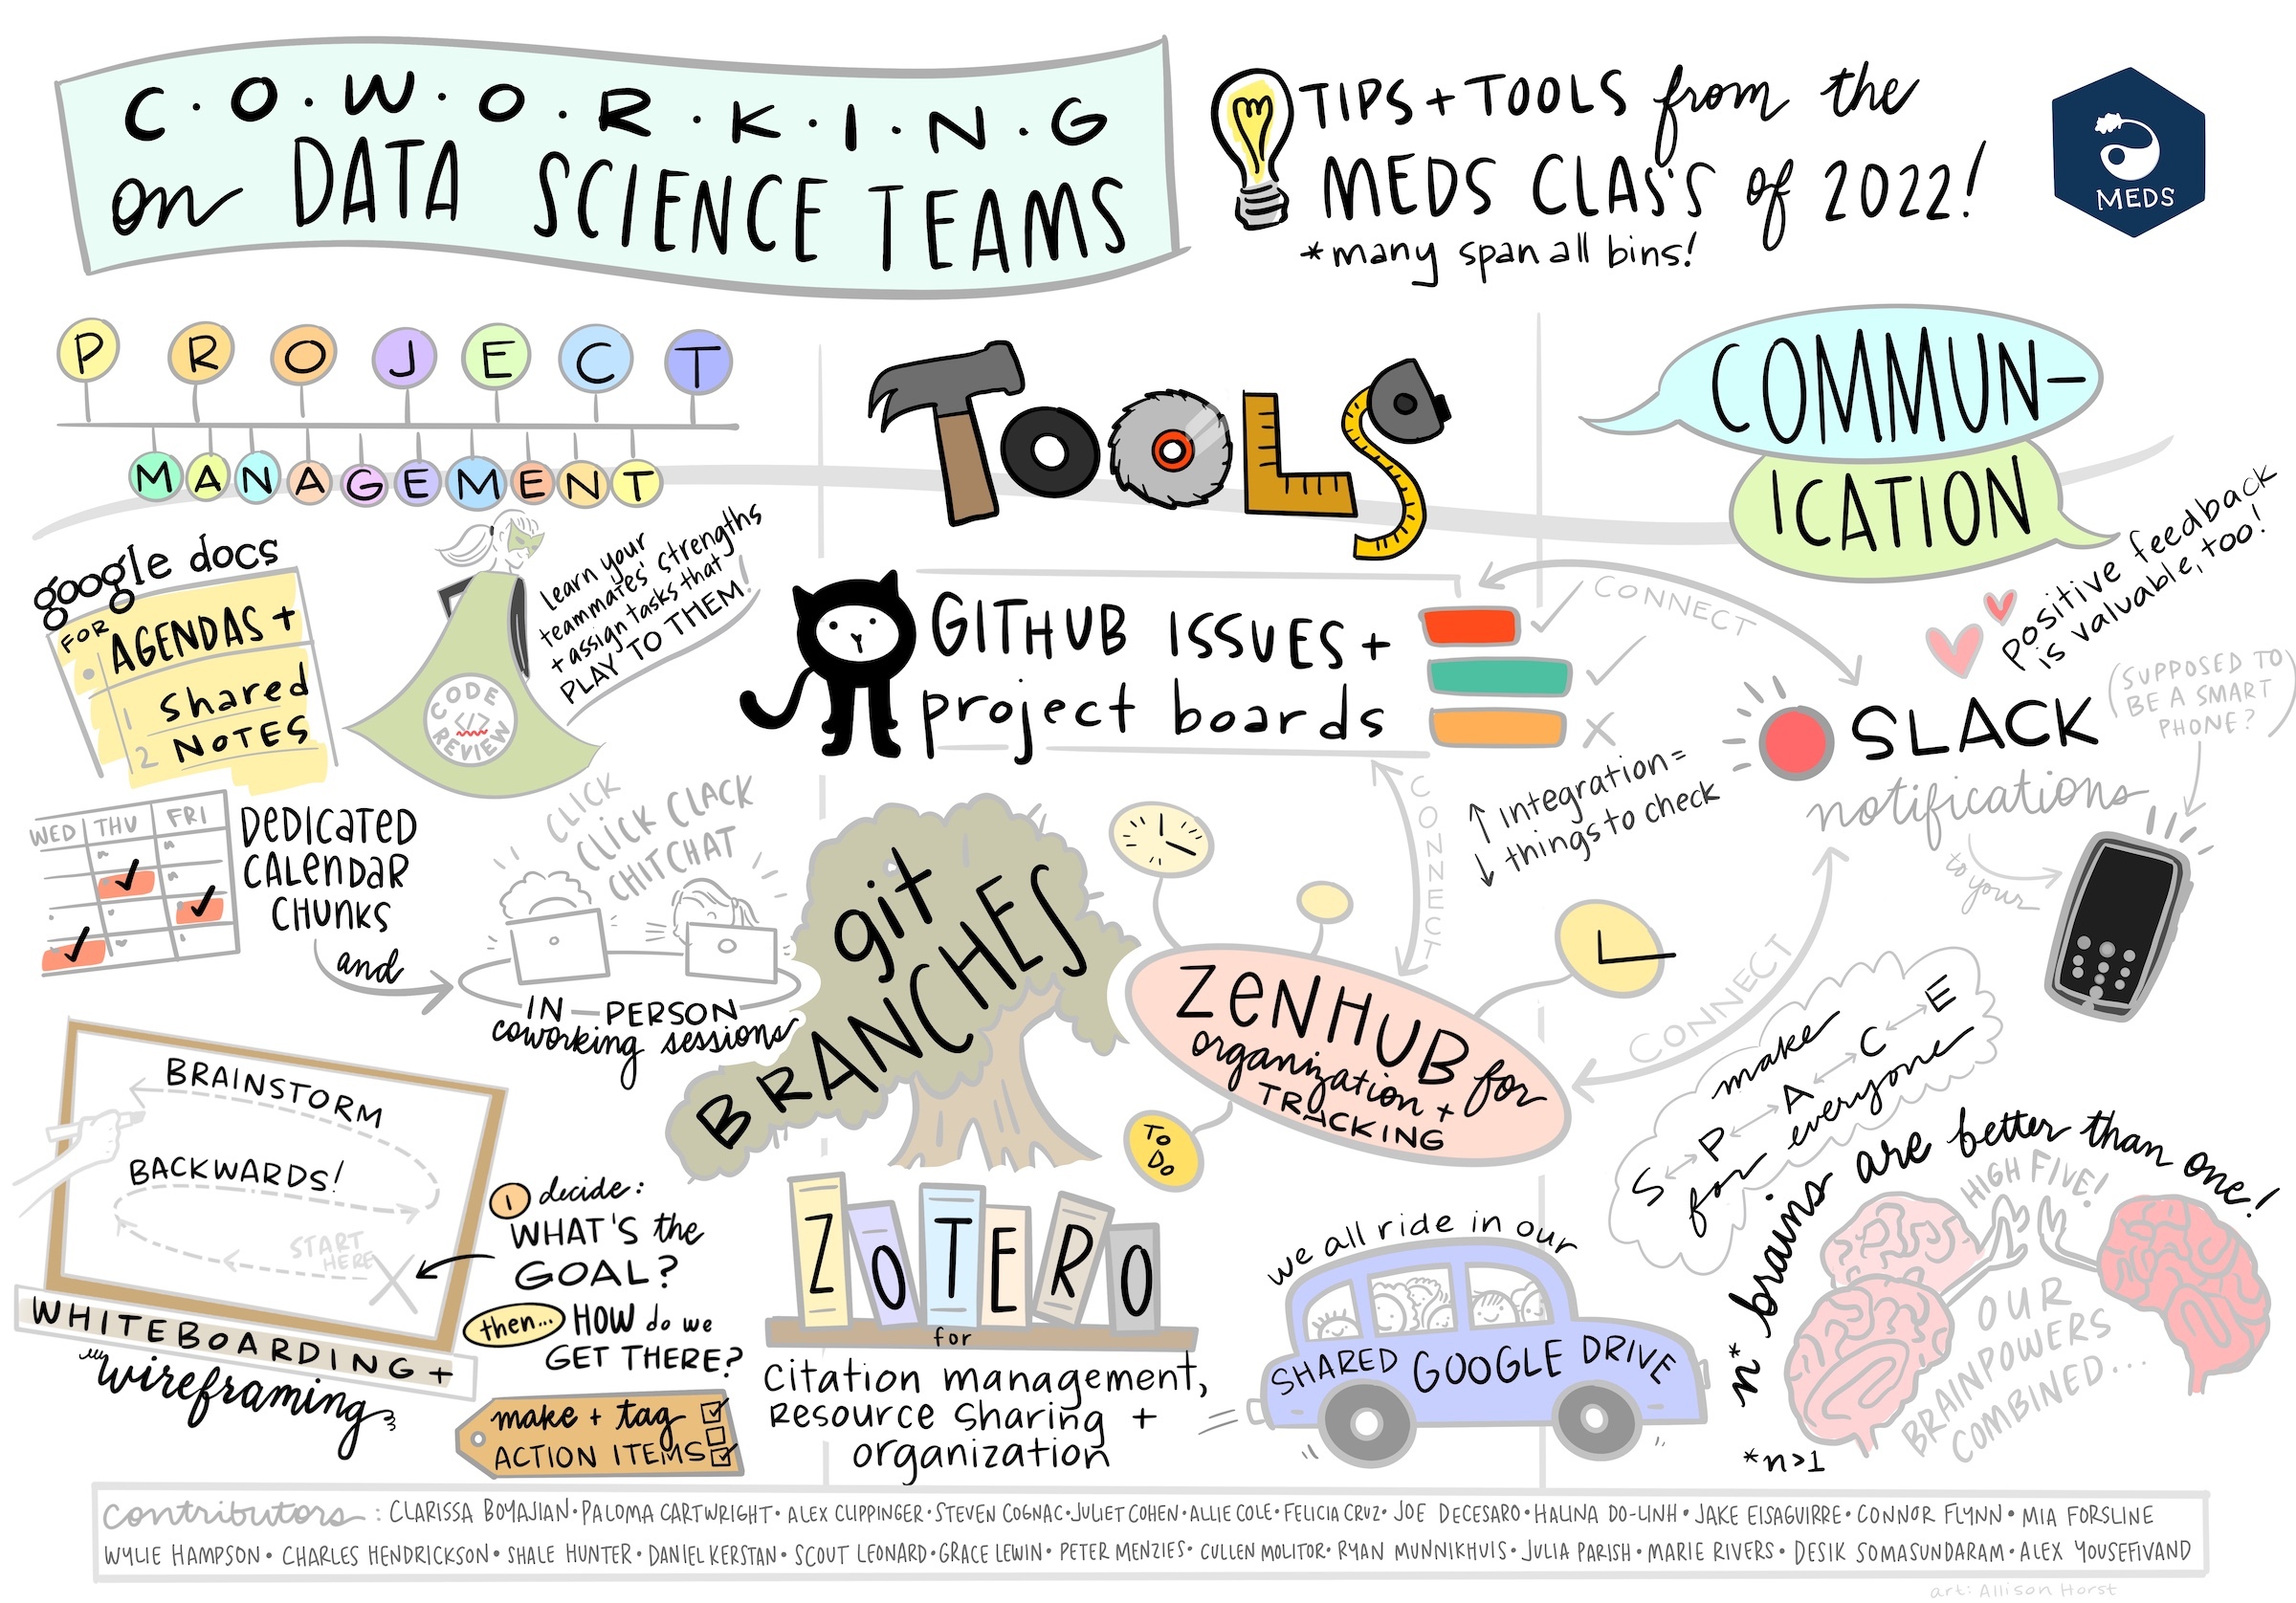 C·O·W·O·R·K·I·N·G
on DATA SCIENCE TEAMS
TIPS + TOOLS from the
MEDS CLASS of 2022!
*many span all bins!
MEDS
PROJECT
MANAGEMENT
google docs
FOR AGENDAS +
1 Shared
2 NOTES
CODE
</>
REVIEW
learn your
teammates' strengths
+ assign tasks that
PLAY TO THEM!
WED THU FRI
DEDICATED
CALENDAR
CHUNKS
and
CLICK
CLICK CLACK
CHITCHAT
IN-PERSON
coworking sessions
BRAINSTORM
BACKWARDS!
START
HERE
WHITEBOARDING +
wireframing
1 decide:
WHAT'S the
GOAL?
then... HOW do we
GET THERE?
make + tag
ACTION ITEMS
TOOLS
GITHUB ISSUES +
project boards
CONNECT
CONNECT
git
BRANCHES
ZENHUB for
organization +
TRACKING
TO
DO
ZOTERO
for
citation management,
Resource Sharing +
organization
we all ride in our
SHARED GOOGLE DRIVE
COMMUN-
ICATION
positive feedback
is valuable, too!
SLACK
notifications
to your
(SUPPOSED TO
BE A SMART
PHONE?)
↑ integration =
↓ things to check
CONNECT
make
S↔P↔A↔C↔E
for everyone
n* brains are better than one!
HIGH FIVE!
OUR
BRAINPOWERS
COMBINED...
*n>1
contributors: CLARISSA BOYAJIAN • PALOMA CARTWRIGHT • ALEX CLIPPINGER • STEVEN COGNAC • JULIET COHEN • ALLIE COLE • FELICIA CRUZ • JOE DECESARO • HALINA DO-LINH • JAKE EISAGUIRRE • CONNOR FLYNN • MIA FORSLINE
WYLIE HAMPSON • CHARLES HENDRICKSON • SHALE HUNTER • DANIEL KERSTAN • SCOUT LEONARD • GRACE LEWIN • PETER MENZIES • CULLEN MOLITOR • RYAN MUNNIKHUIS • JULIA PARISH • MARIE RIVERS • DESIK SOMASUNDARAM • ALEX YOUSEFIVAND
art: Allison Horst